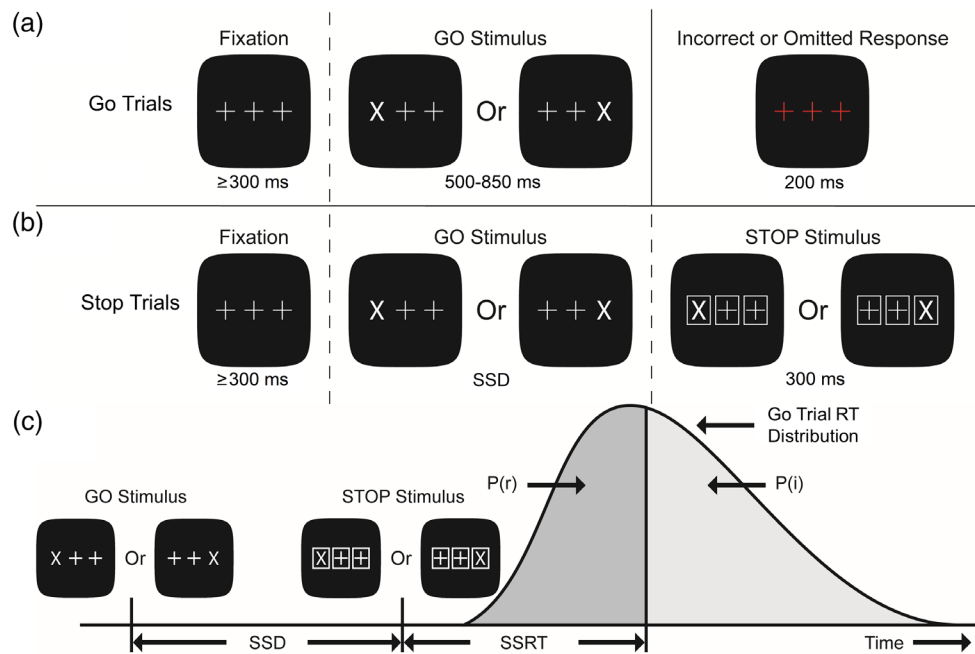 (a)
Fixation
GO Stimulus
Incorrect or Omitted Response
Go Trials
+ + +
X + +
Or
+ + X
+ + +
≥300 ms
500-850 ms
200 ms
(b)
Fixation
GO Stimulus
STOP Stimulus
Stop Trials
+ + +
X + +
Or
+ + X
X + +
Or
+ + X
≥300 ms
SSD
300 ms
(c)
Go Trial RT
Distribution
P(r)
P(i)
GO Stimulus
STOP Stimulus
X + +
Or
+ + X
X + +
Or
+ + X
SSD
SSRT
Time